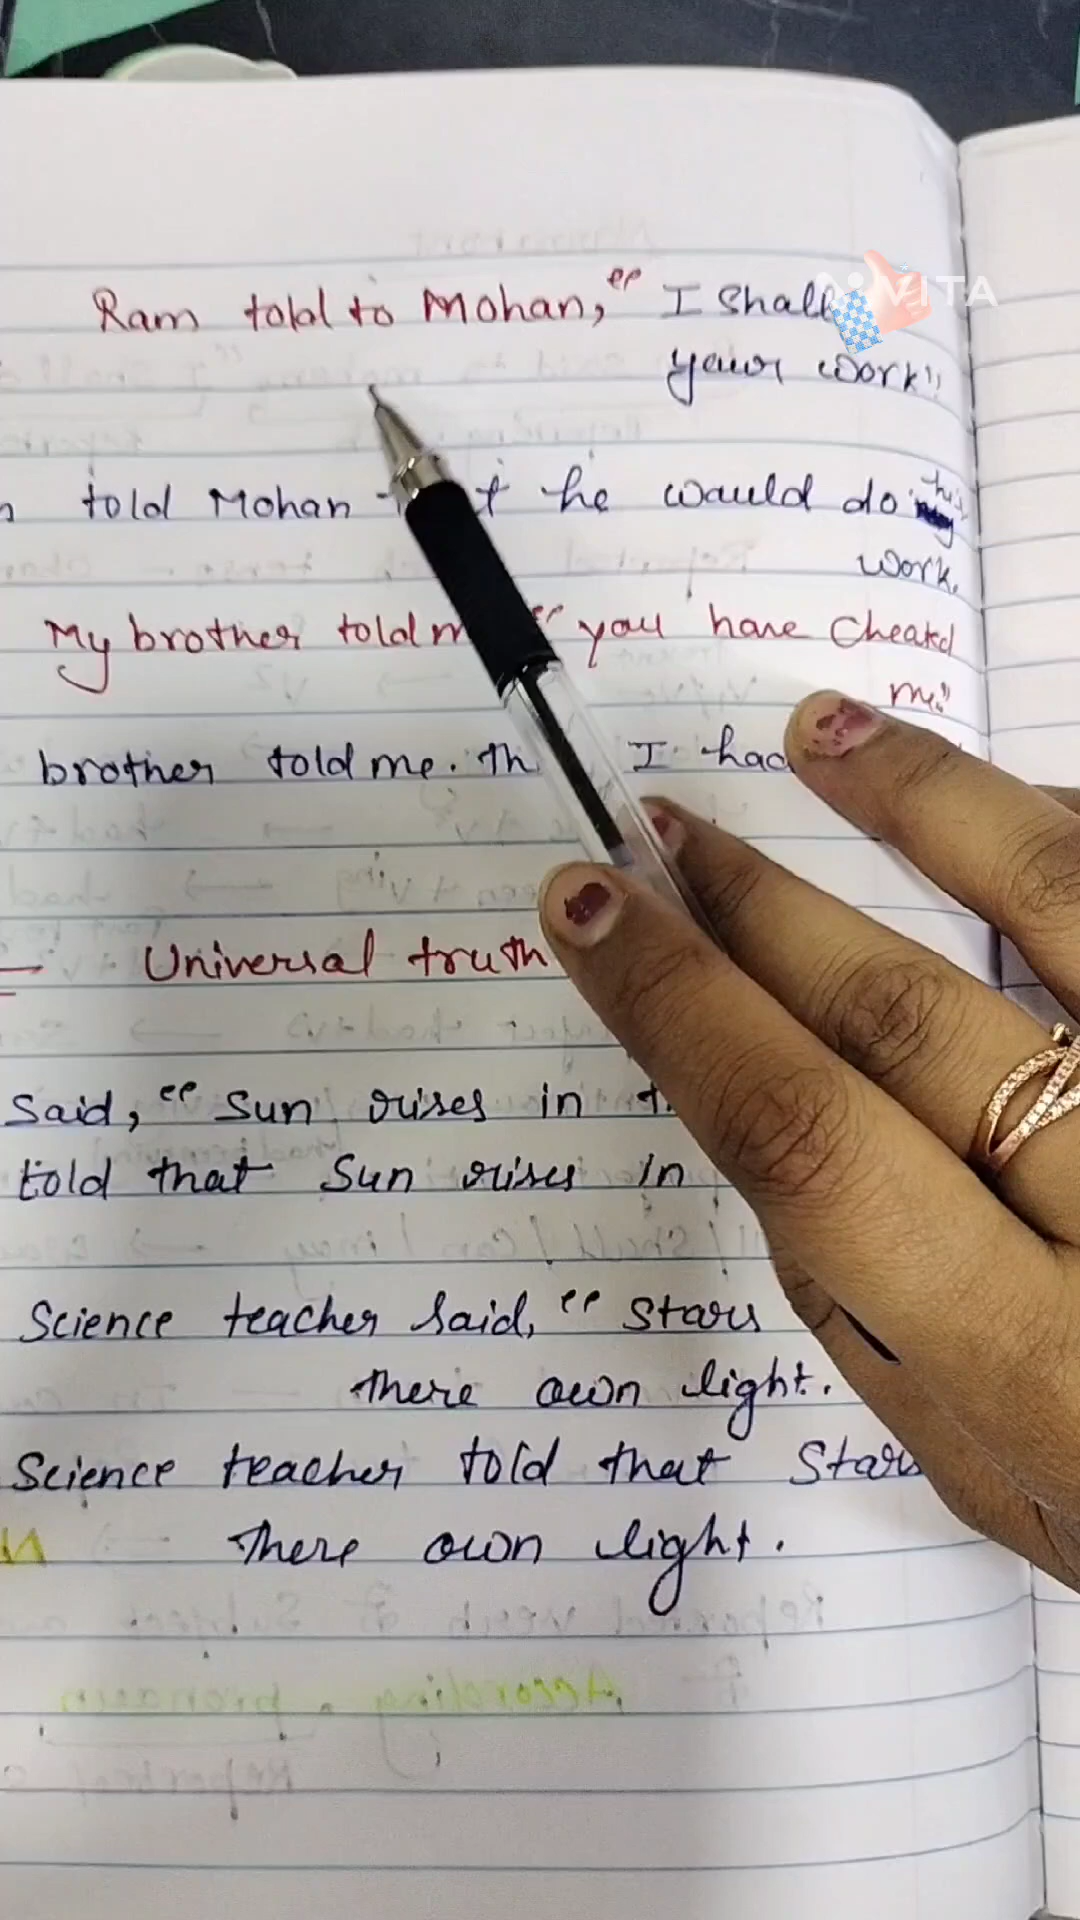 Ram told to Mohan, " I Shall
your work"
told Mohan he would do his
work.
My brother told " you have Cheated
me"
brother told me. I had
Universal truth
Said, " Sun rises in
told that Sun rises in
Science teacher Said, " Stars
there own light.
Science teacher told that Stars
there own light.